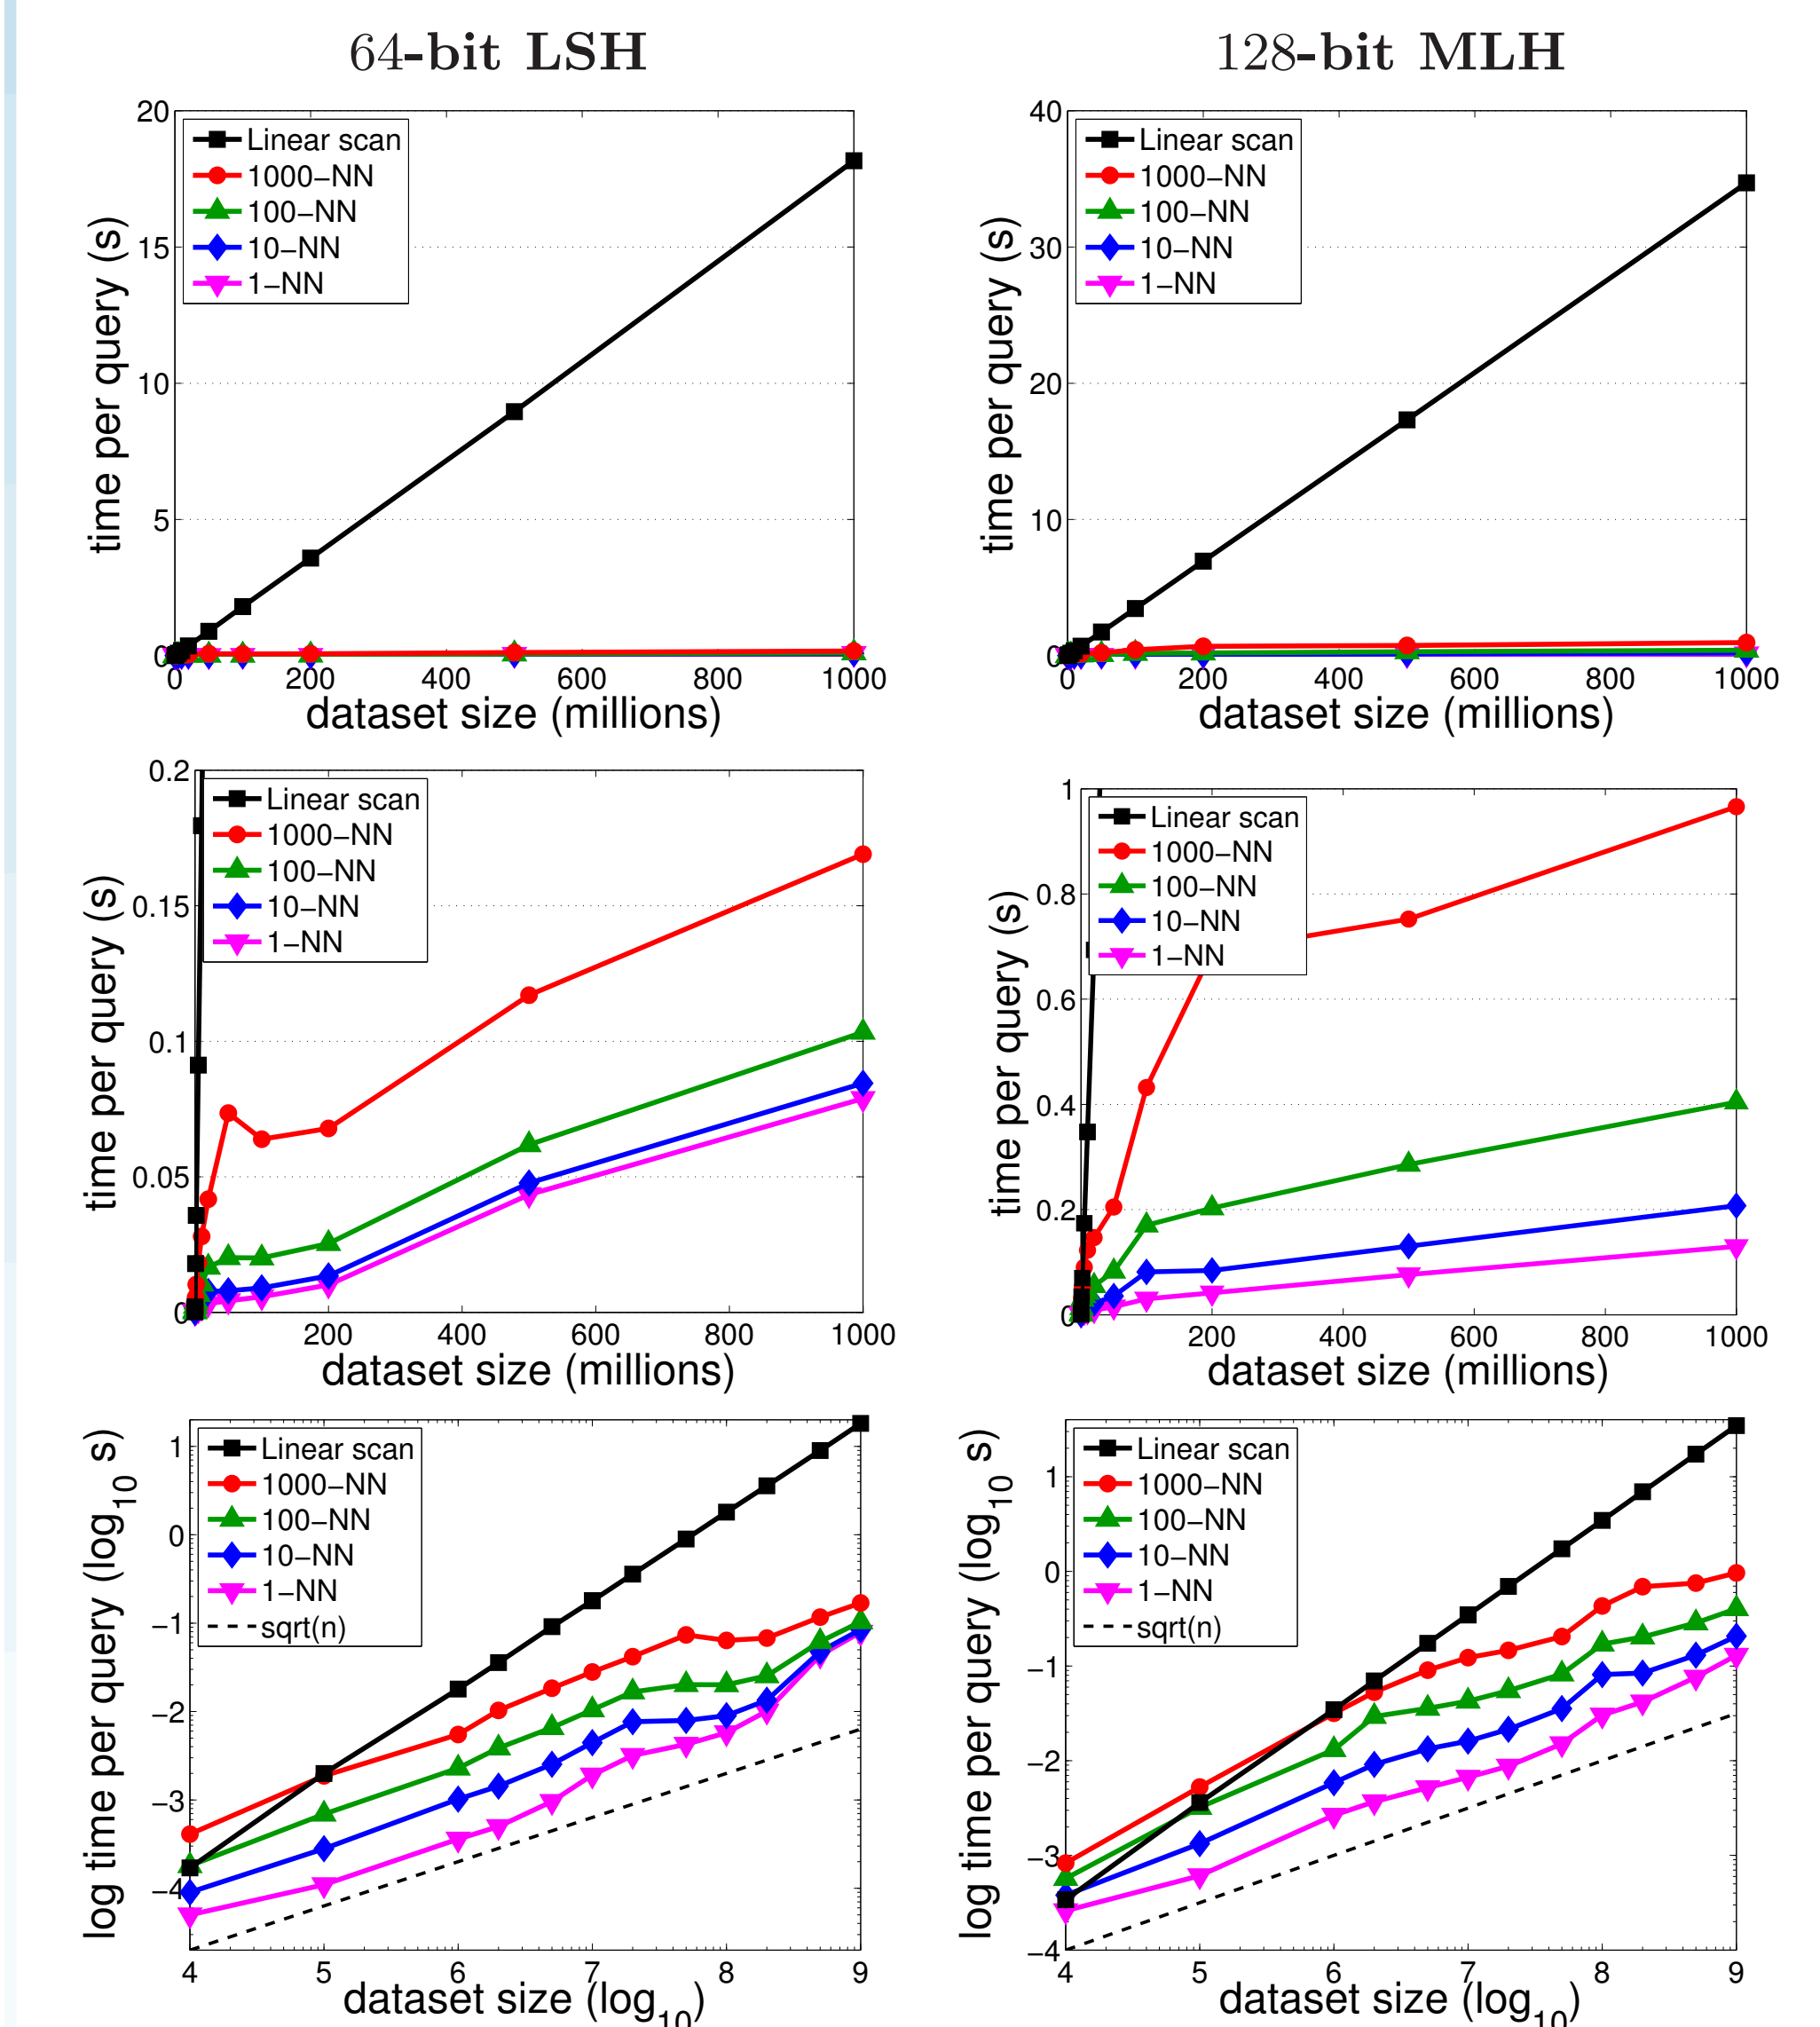 64-bit LSH
128-bit MLH
20
15
10
5
0
0 200 400 600 800 1000
time per query (s)
dataset size (millions)
Linear scan
1000−NN
100−NN
10−NN
1−NN
40
30
20
10
0
0 200 400 600 800 1000
time per query (s)
dataset size (millions)
Linear scan
1000−NN
100−NN
10−NN
1−NN
0.2
0.15
0.1
0.05
0
200 400 600 800 1000
time per query (s)
dataset size (millions)
Linear scan
1000−NN
100−NN
10−NN
1−NN
1
0.8
0.6
0.4
0.2
0
200 400 600 800 1000
time per query (s)
dataset size (millions)
Linear scan
1000−NN
100−NN
10−NN
1−NN
1
0
−1
−2
−3
−4
4 5 6 7 8 9
log time per query (log10 s)
dataset size (log10)
Linear scan
1000−NN
100−NN
10−NN
1−NN
sqrt(n)
1
0
−1
−2
−3
−4
4 5 6 7 8 9
log time per query (log10 s)
dataset size (log10)
Linear scan
1000−NN
100−NN
10−NN
1−NN
sqrt(n)